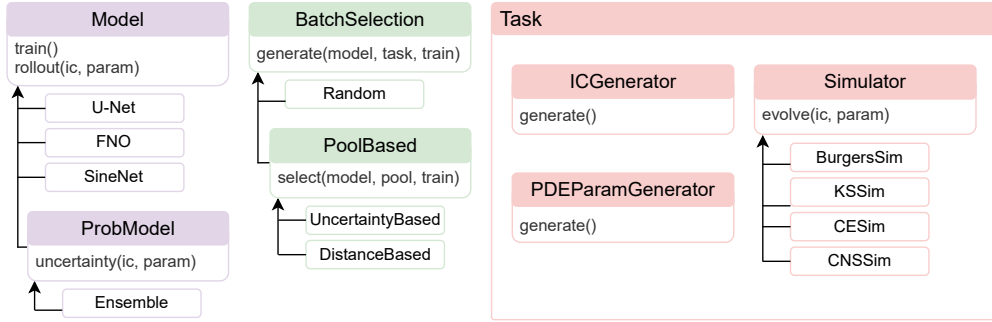 Model
train()
rollout(ic, param)
U-Net
FNO
SineNet
ProbModel
uncertainty(ic, param)
Ensemble
BatchSelection
generate(model, task, train)
Random
PoolBased
select(model, pool, train)
UncertaintyBased
DistanceBased
Task
ICGenerator
generate()
PDEParamGenerator
generate()
Simulator
evolve(ic, param)
BurgersSim
KSSim
CESim
CNSSim